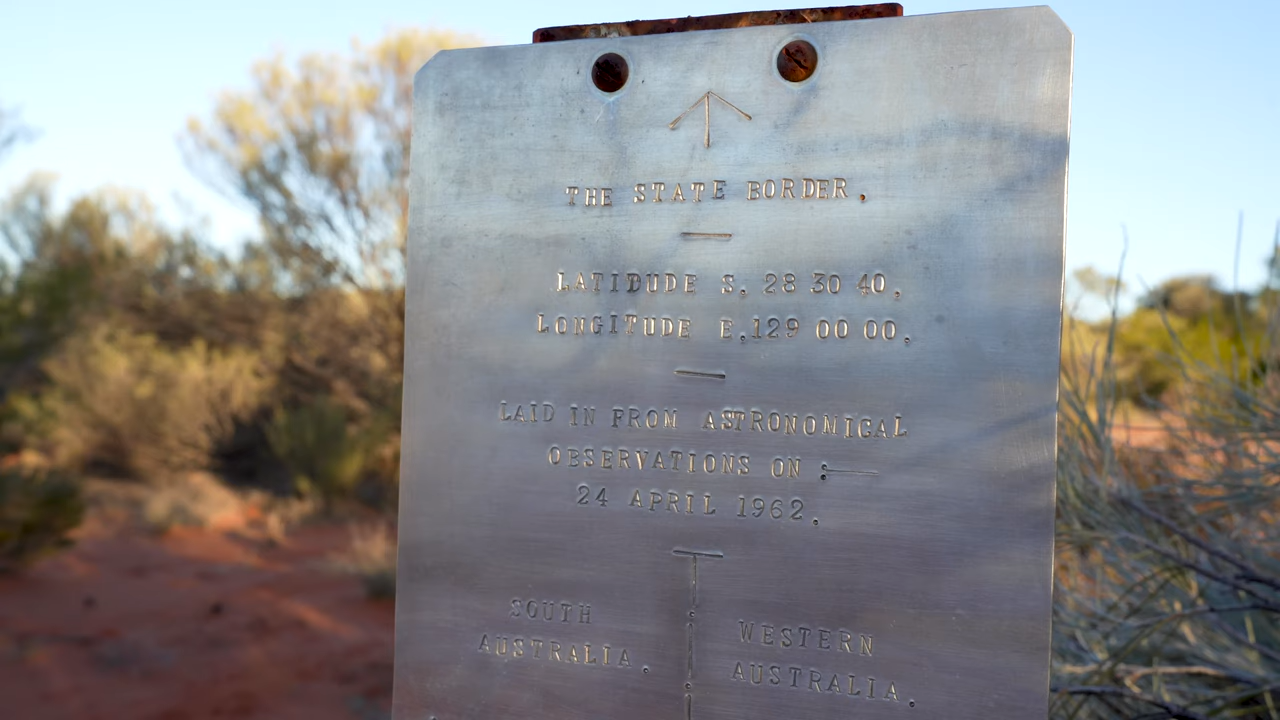 THE STATE BORDER.
LATIDUDE S. 28 30 40.
LONGITUDE E.129 00 00.
LAID IN FROM ASTRONOMICAL
OBSERVATIONS ON :—
24 APRIL 1962.
SOUTH
AUSTRALIA.
WESTERN
AUSTRALIA.